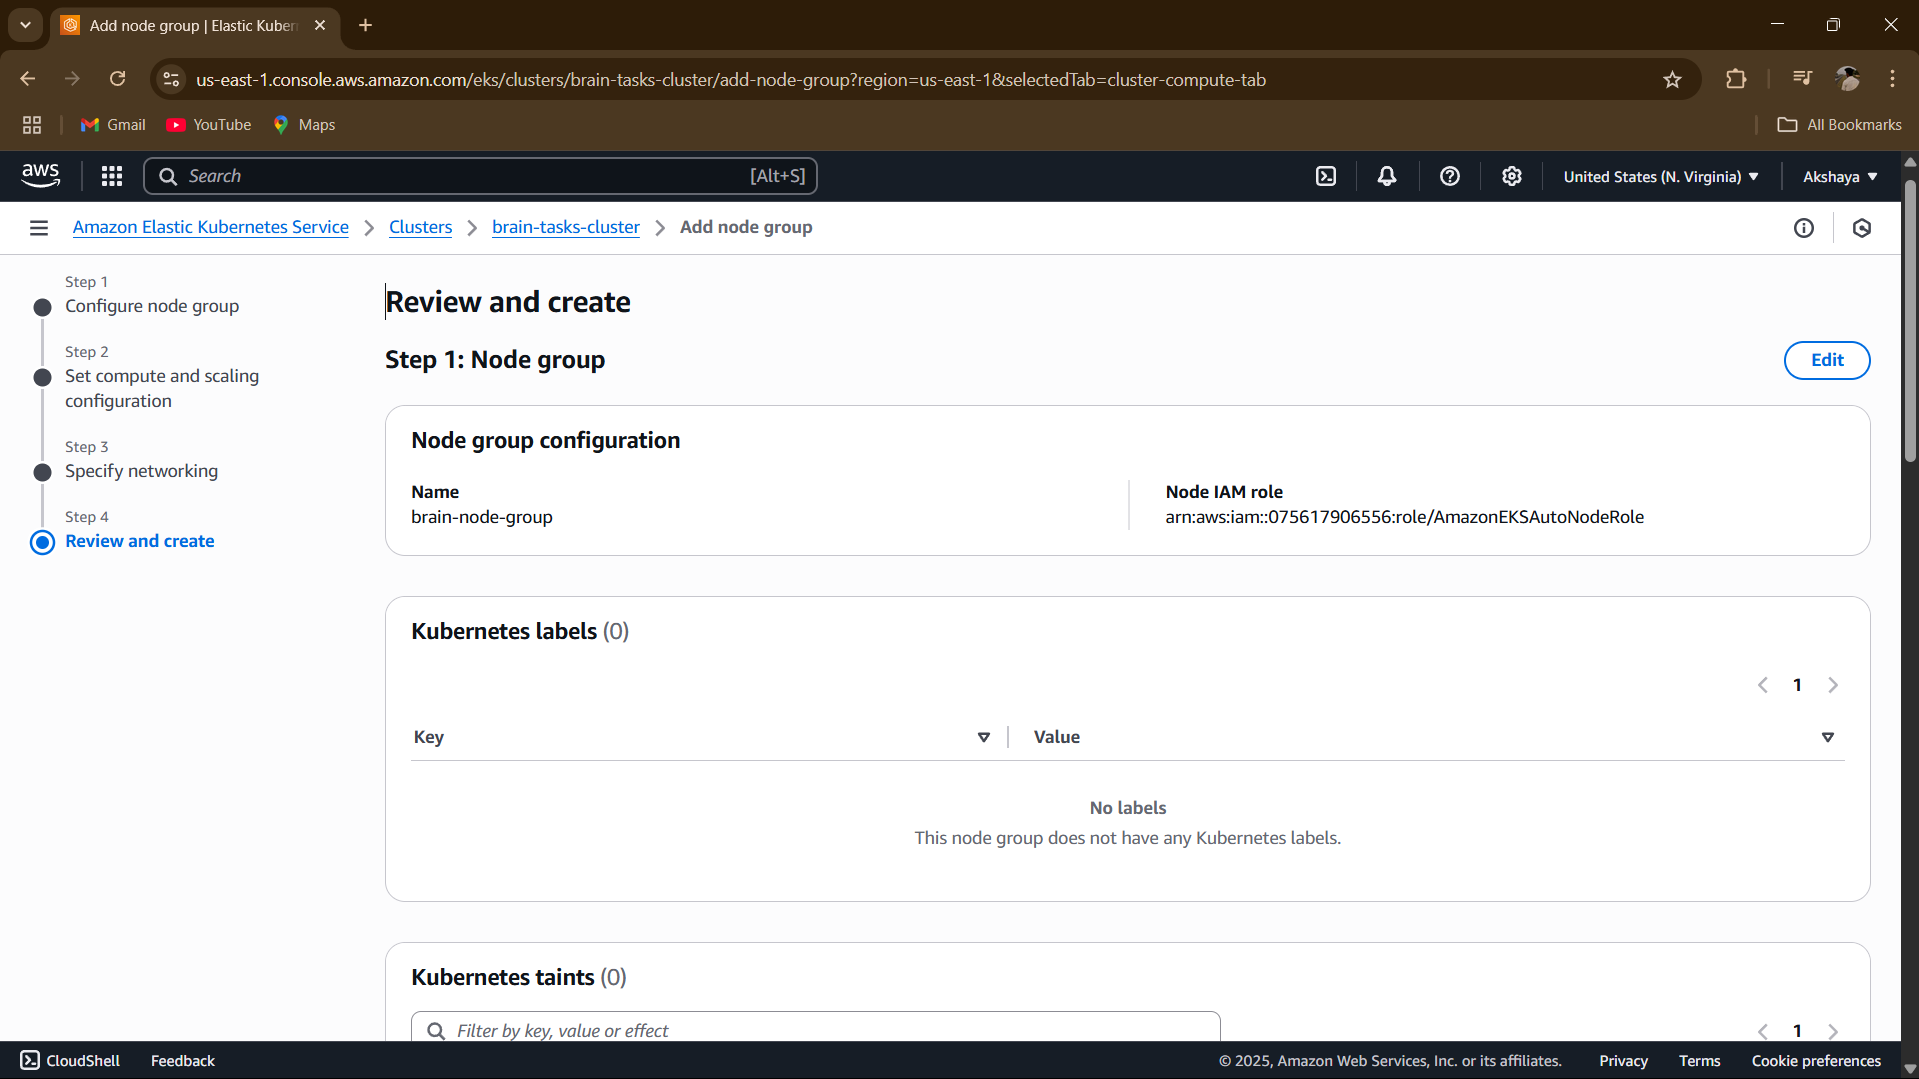 Add node group | Elastic Kuber
us-east-1.console.aws.amazon.com/eks/clusters/brain-tasks-cluster/add-node-group?region=us-east-1&selectedTab=cluster-compute-tab
Gmail YouTube Maps All Bookmarks
aws Search [Alt+S] United States (N. Virginia) Akshaya
Amazon Elastic Kubernetes Service Clusters brain-tasks-cluster Add node group
Step 1
Configure node group
Step 2
Set compute and scaling
configuration
Step 3
Specify networking
Step 4
Review and create
Review and create
Step 1: Node group Edit
Node group configuration
Name
brain-node-group
Node IAM role
arn:aws:iam::075617906556:role/AmazonEKSAutoNodeRole
Kubernetes labels (0)
1
Key Value
No labels
This node group does not have any Kubernetes labels.
Kubernetes taints (0)
Filter by key, value or effect 1
CloudShell Feedback © 2025, Amazon Web Services, Inc. or its affiliates. Privacy Terms Cookie preferences